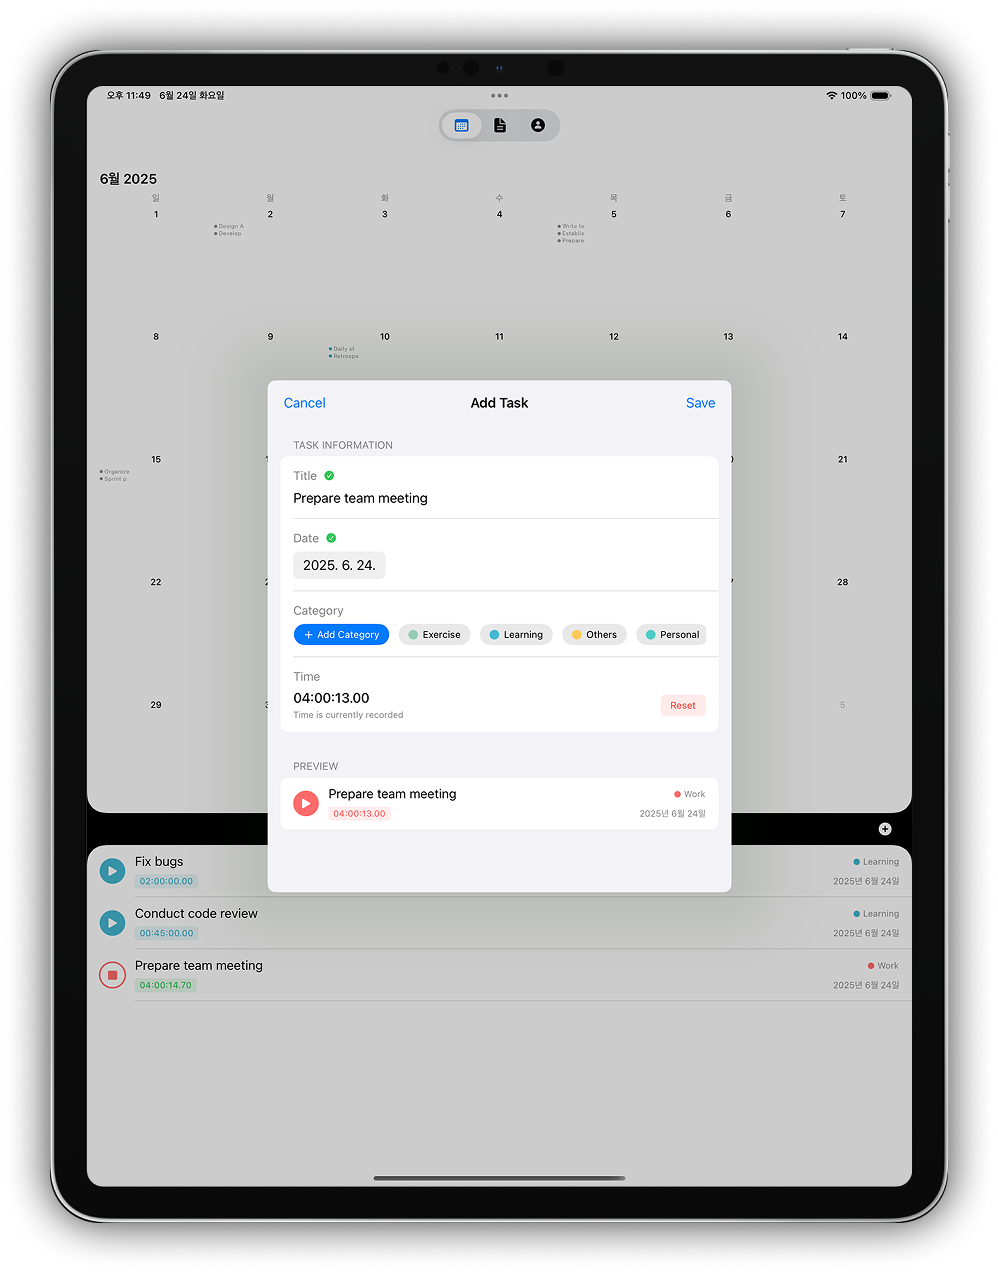 오후 11:49 6월 24일 화요일
100%
6월 2025
일 월 화 수 목 금 토
1 2 3 4 5 6 7
Design A
Develop
Write te
Establis
Prepare
8 9 10 11 12 13 14
Daily st
Retrospe
15 21
Organize
Sprint p
22 28
29 5
Cancel Add Task Save
TASK INFORMATION
Title
Prepare team meeting
Date
2025. 6. 24.
Category
+ Add Category Exercise Learning Others Personal
Time
04:00:13.00
Time is currently recorded
Reset
PREVIEW
Prepare team meeting Work
04:00:13.00 2025년 6월 24일
Fix bugs Learning
02:00:00.00 2025년 6월 24일
Conduct code review Learning
00:45:00.00 2025년 6월 24일
Prepare team meeting Work
04:00:14.70 2025년 6월 24일